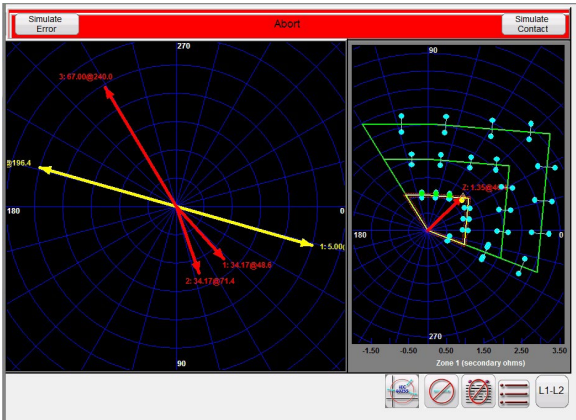 Simulate
Error
Abort
Simulate
Contact
270
3: 67.00@240.0
@196.4
180
0
1: 5.00(
1: 34.17@48.6
2: 34.17@71.4
90
90
Z: 1.35@4
180
0
270
-1.50 -0.50 0.50 1.50 2.50 3.50
Zone 1 (secondary ohms)
L1-L2